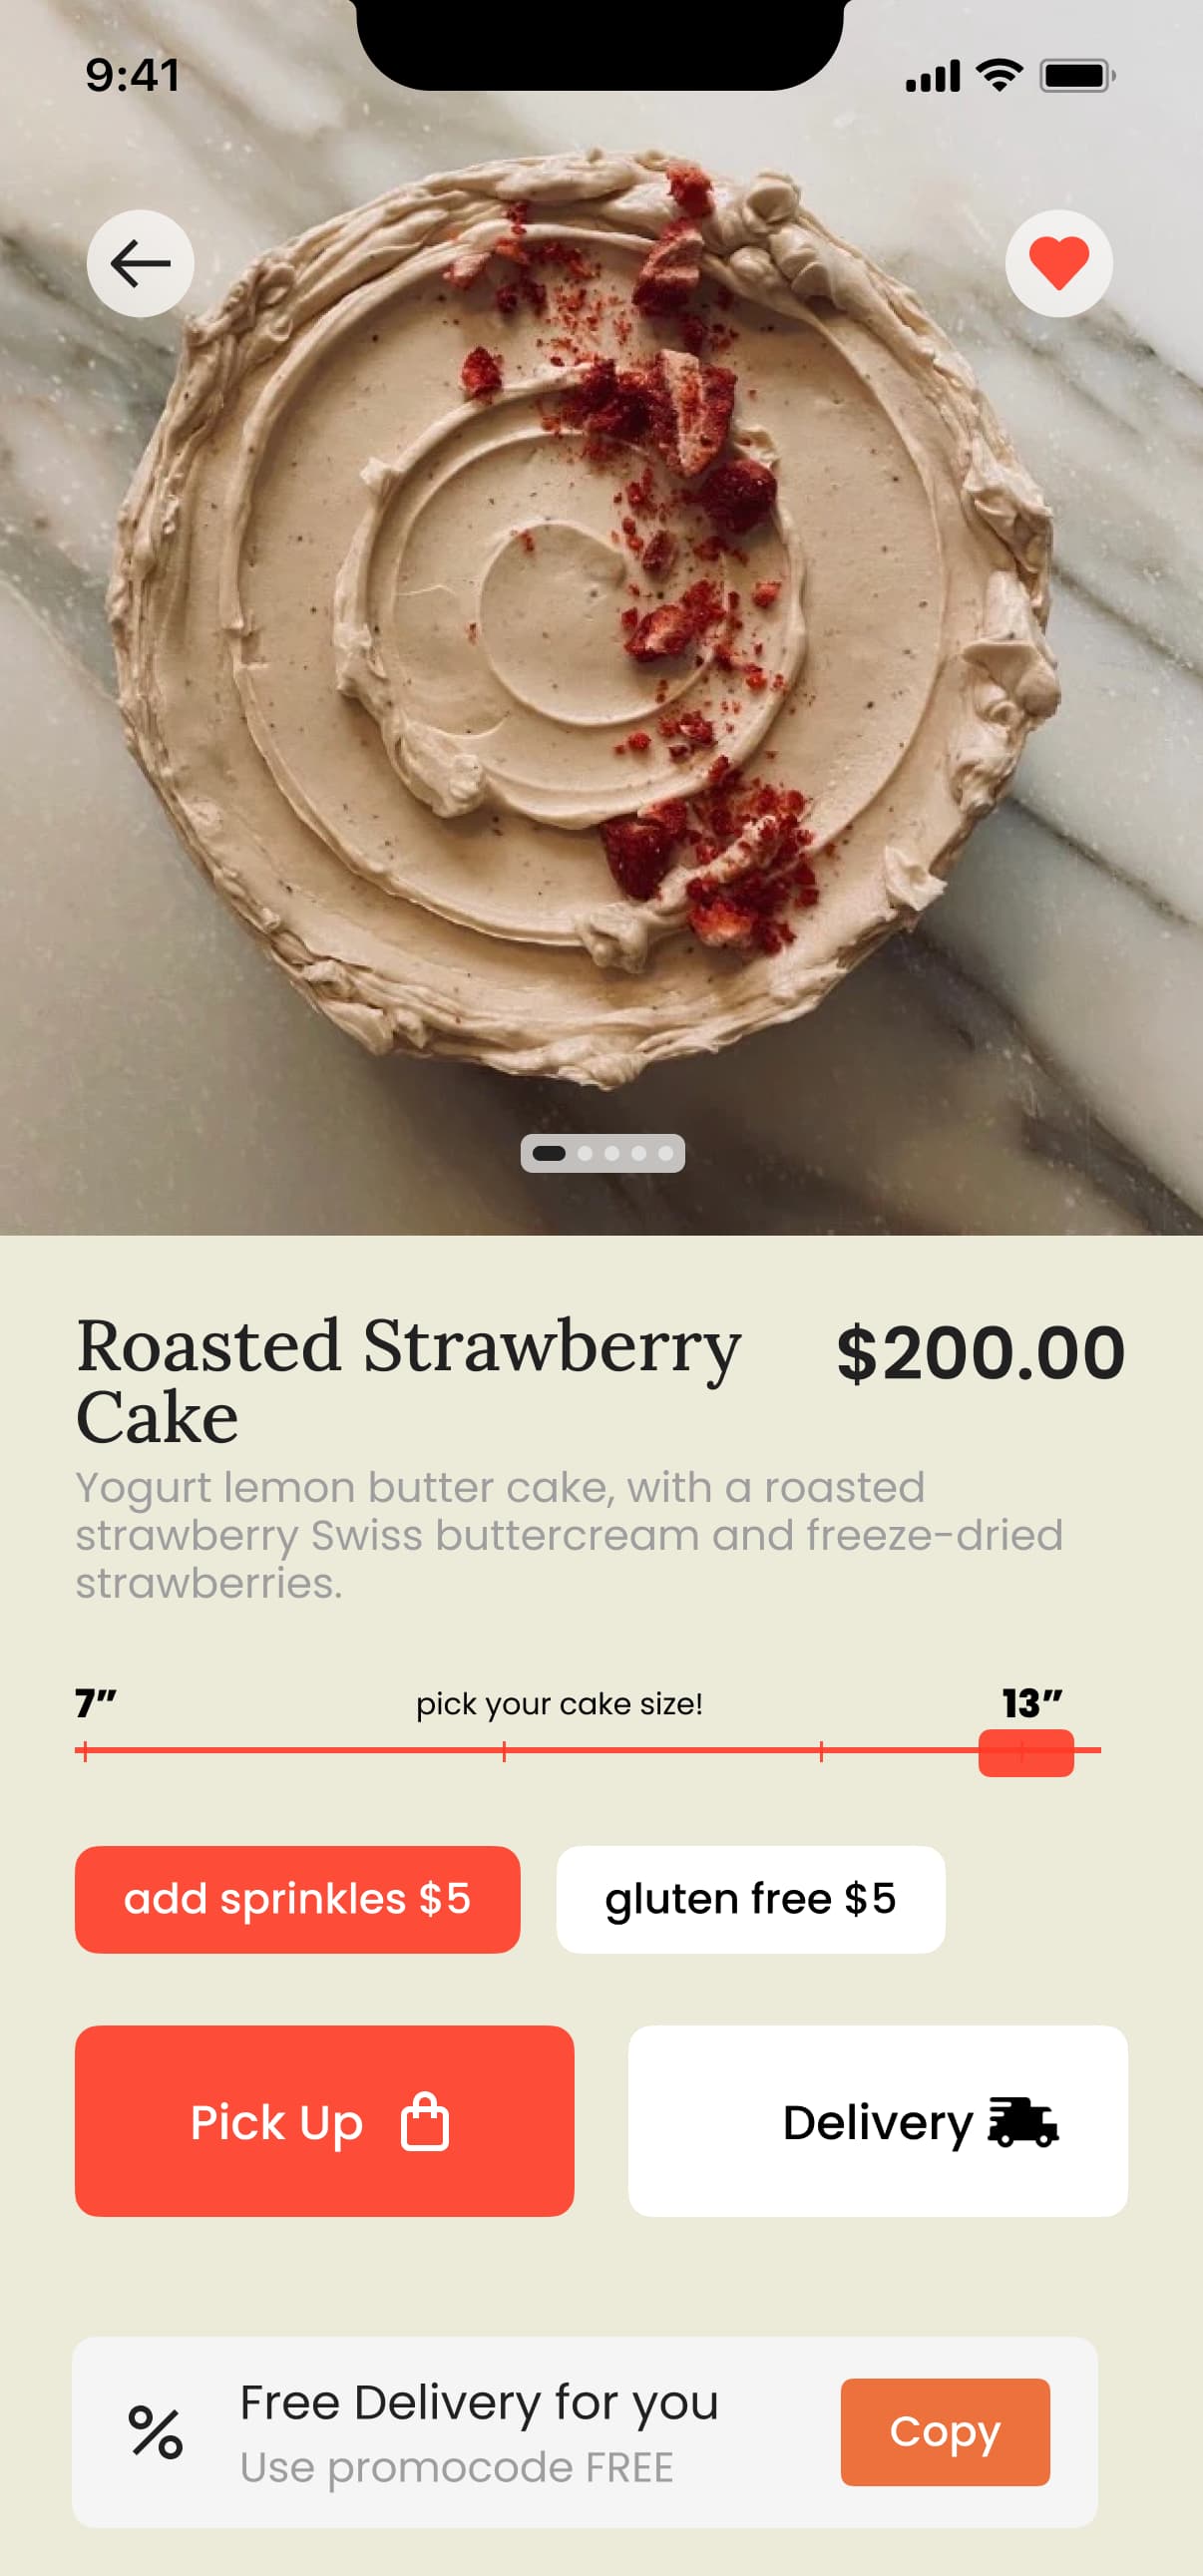 9:41
Roasted Strawberry
Cake
$200.00
Yogurt lemon butter cake, with a roasted
strawberry Swiss buttercream and freeze-dried
strawberries.
7”
pick your cake size!
13”
add sprinkles $5
gluten free $5
Pick Up
Delivery
%
Free Delivery for you
Use promocode FREE
Copy